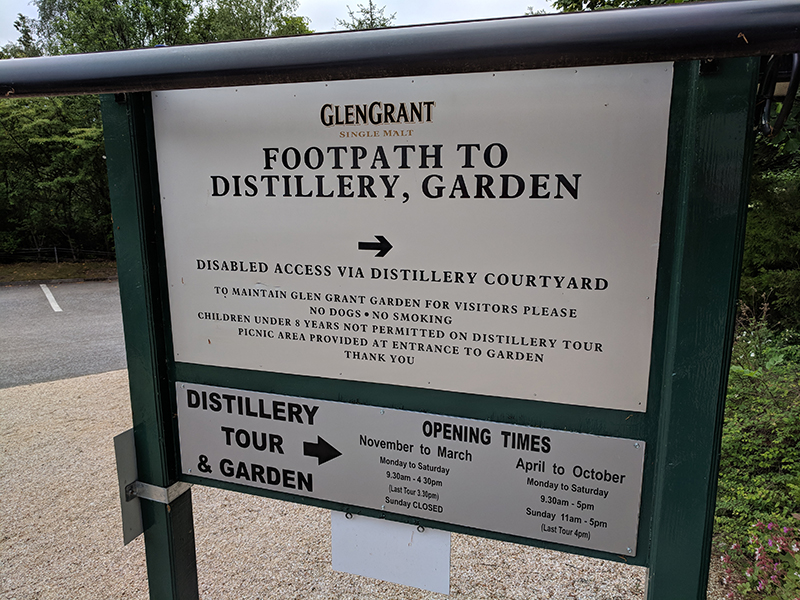 GLENGRANT
SINGLE MALT
FOOTPATH TO
DISTILLERY, GARDEN
DISABLED ACCESS VIA DISTILLERY COURTYARD
TO MAINTAIN GLEN GRANT GARDEN FOR VISITORS PLEASE
NO DOGS • NO SMOKING
CHILDREN UNDER 8 YEARS NOT PERMITTED ON DISTILLERY TOUR
PICNIC AREA PROVIDED AT ENTRANCE TO GARDEN
THANK YOU
DISTILLERY
TOUR
& GARDEN
OPENING TIMES
November to March
Monday to Saturday
9.30am - 4 30pm
(Last Tour 3.30pm)
Sunday CLOSED
April to October
Monday to Saturday
9.30am - 5pm
Sunday 11am - 5pm
(Last Tour 4pm)